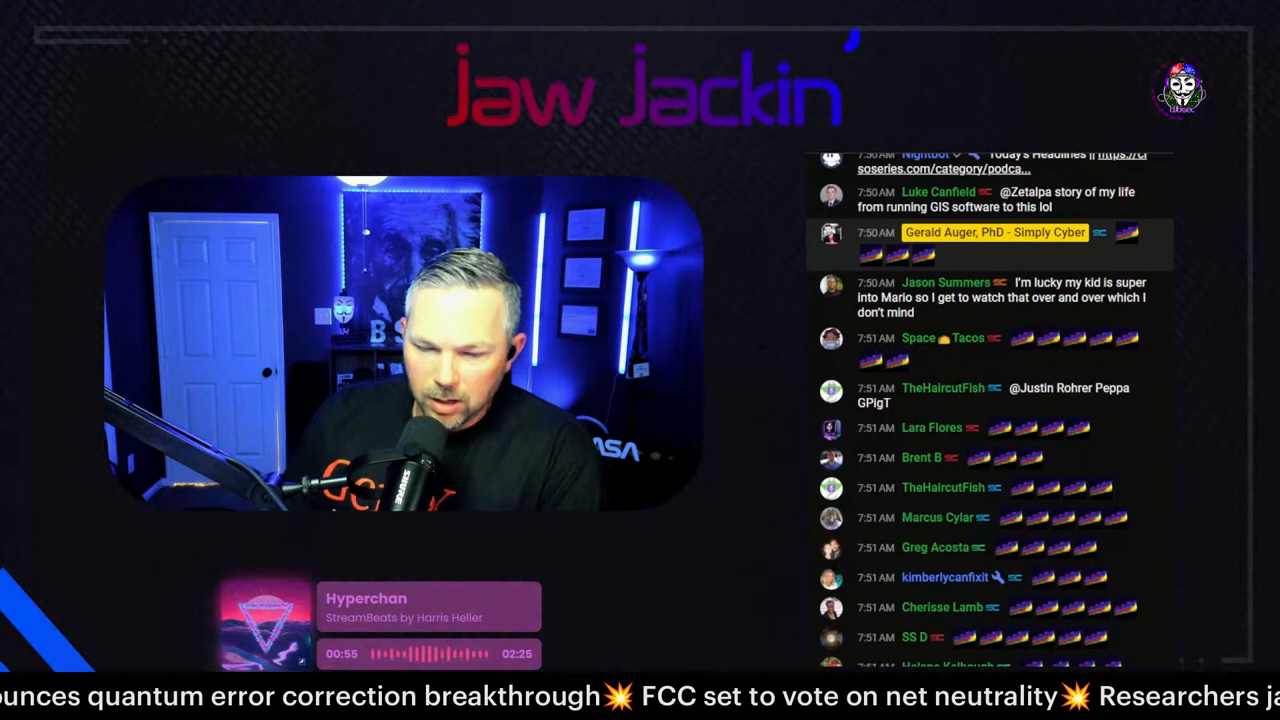 jaw Jackin'
7:50 AM Nightbot Today's Headlines || https://ci
soseries.com/category/podca...
7:50 AM Luke Canfield @Zetalpa story of my life
from running GIS software to this lol
7:50 AM Gerald Auger, PhD - Simply Cyber
7:50 AM Jason Summers I'm lucky my kid is super
into Mario so I get to watch that over and over which I
don't mind
7:51 AM Space Tacos
7:51 AM TheHaircutFish @Justin Rohrer Peppa
GPigT
7:51 AM Lara Flores
7:51 AM Brent B
7:51 AM TheHaircutFish
7:51 AM Marcus Cylar
7:51 AM Greg Acosta
7:51 AM kimberlycanfixit
7:51 AM Cherisse Lamb
7:51 AM SS D
7:51 AM
B S
ASA
SHURE
Hyperchan
StreamBeats by Harris Heller
00:55 02:25
ounces quantum error correction breakthrough💥 FCC set to vote on net neutrality💥 Researchers ja